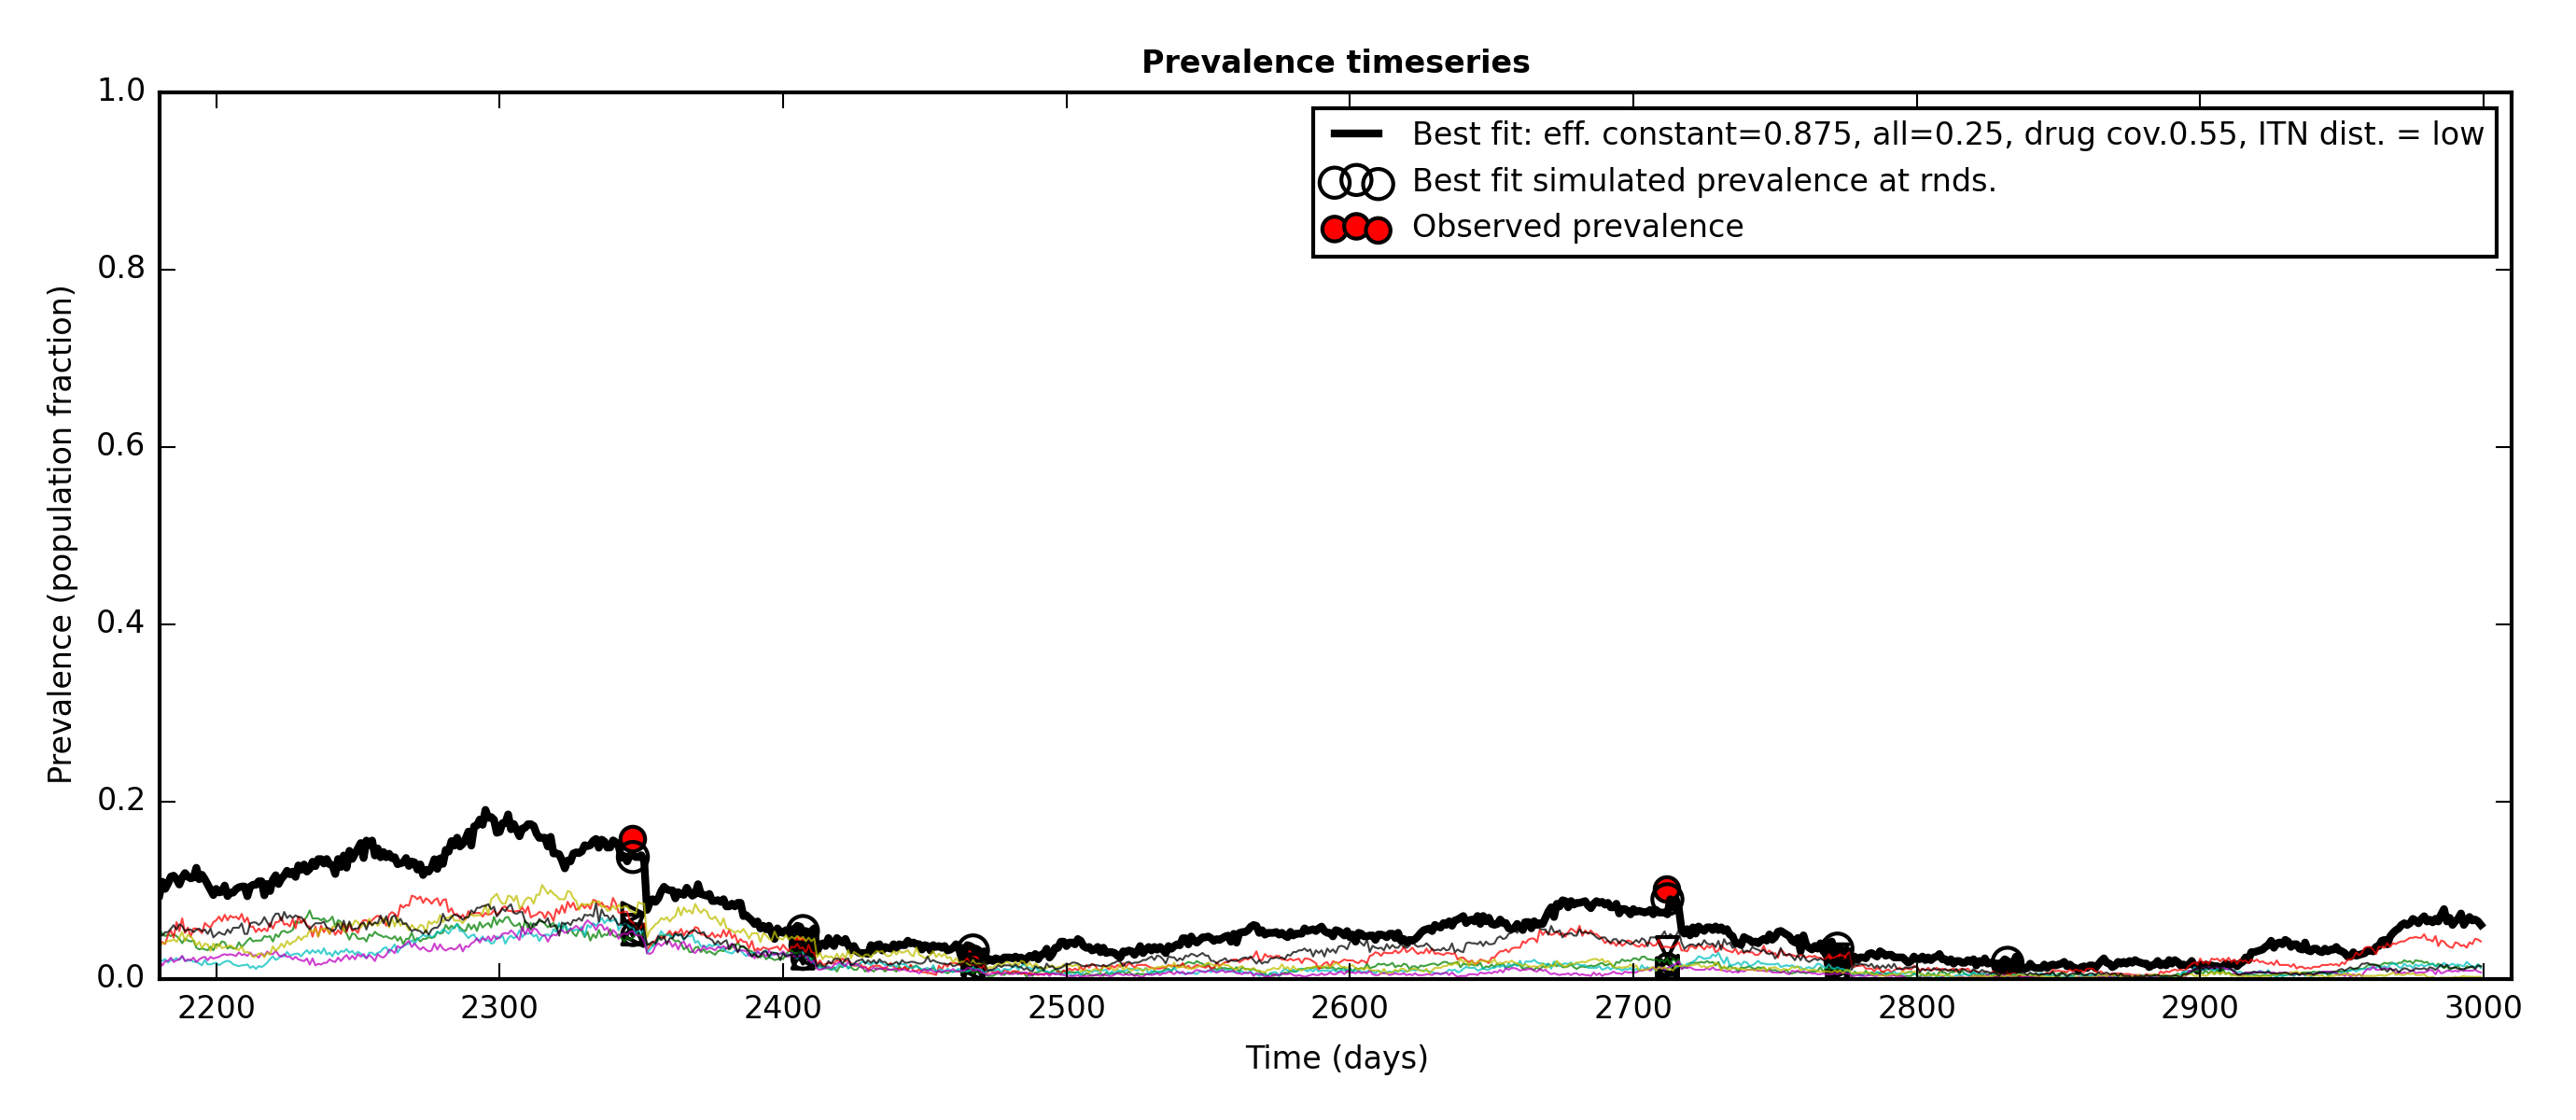 Prevalence timeseries
1.0
0.8
0.6
0.4
0.2
0.0
Prevalence (population fraction)
Best fit: eff. constant=0.875, all=0.25, drug cov.0.55, ITN dist. = low
Best fit simulated prevalence at rnds.
Observed prevalence
2200 2300 2400 2500 2600 2700 2800 2900 3000
Time (days)